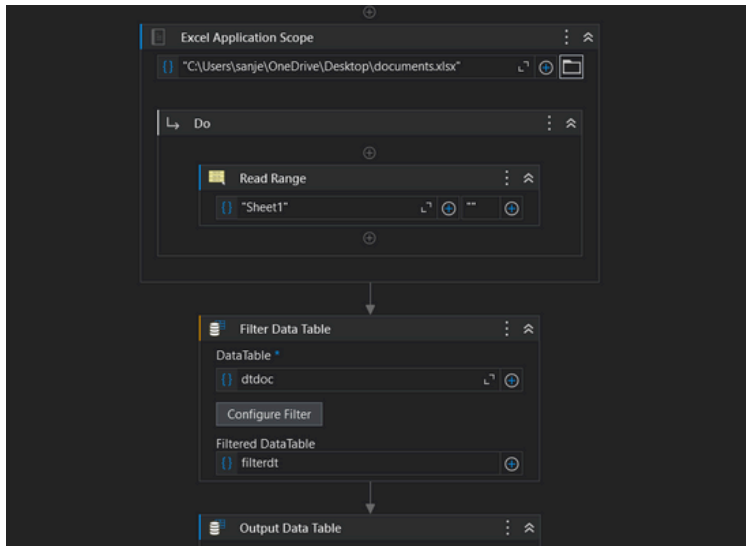 Excel Application Scope
"C:\Users\sanje\OneDrive\Desktop\documents.xlsx"
Do
Read Range
"Sheet1" ""
Filter Data Table
DataTable *
dtdoc
Configure Filter
Filtered DataTable
filterdt
Output Data Table